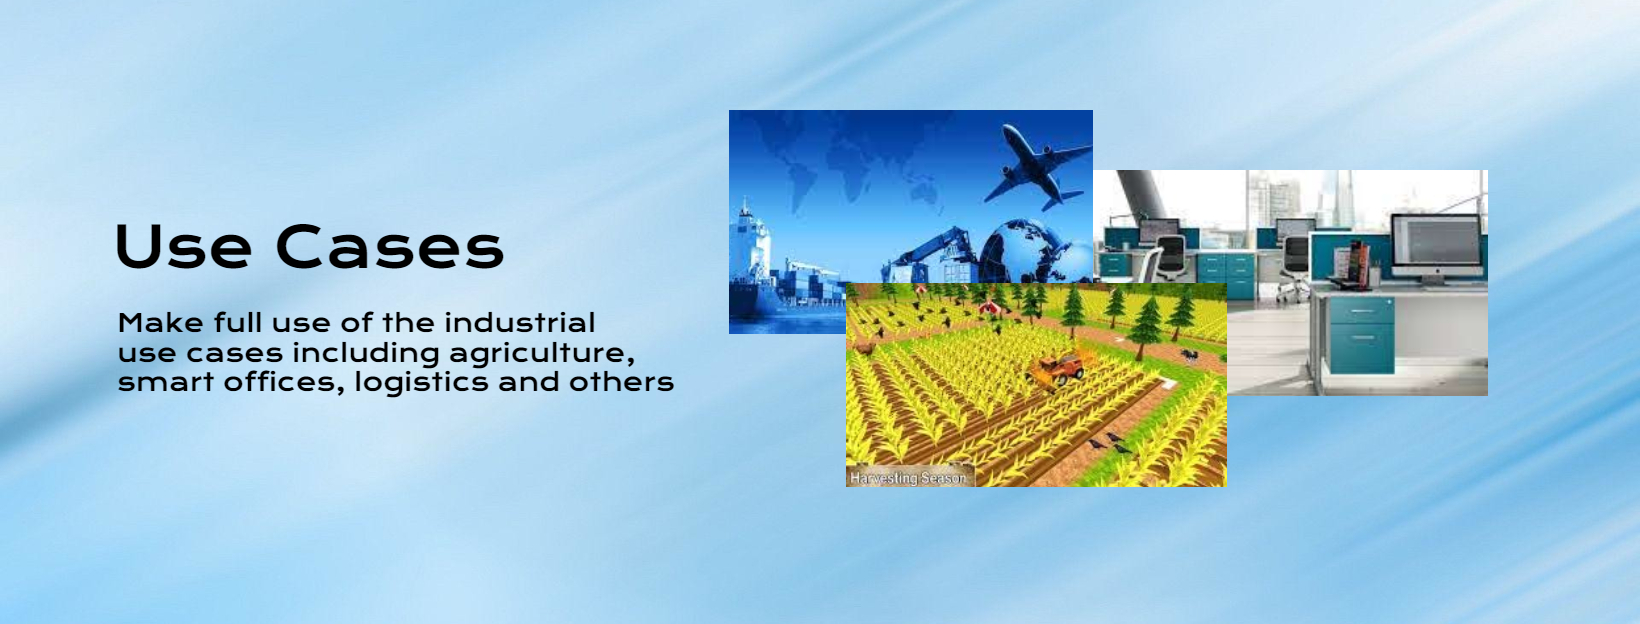 Use Cases
Make full use of the industrial
use cases including agriculture,
smart offices, logistics and others
Harvesting Season